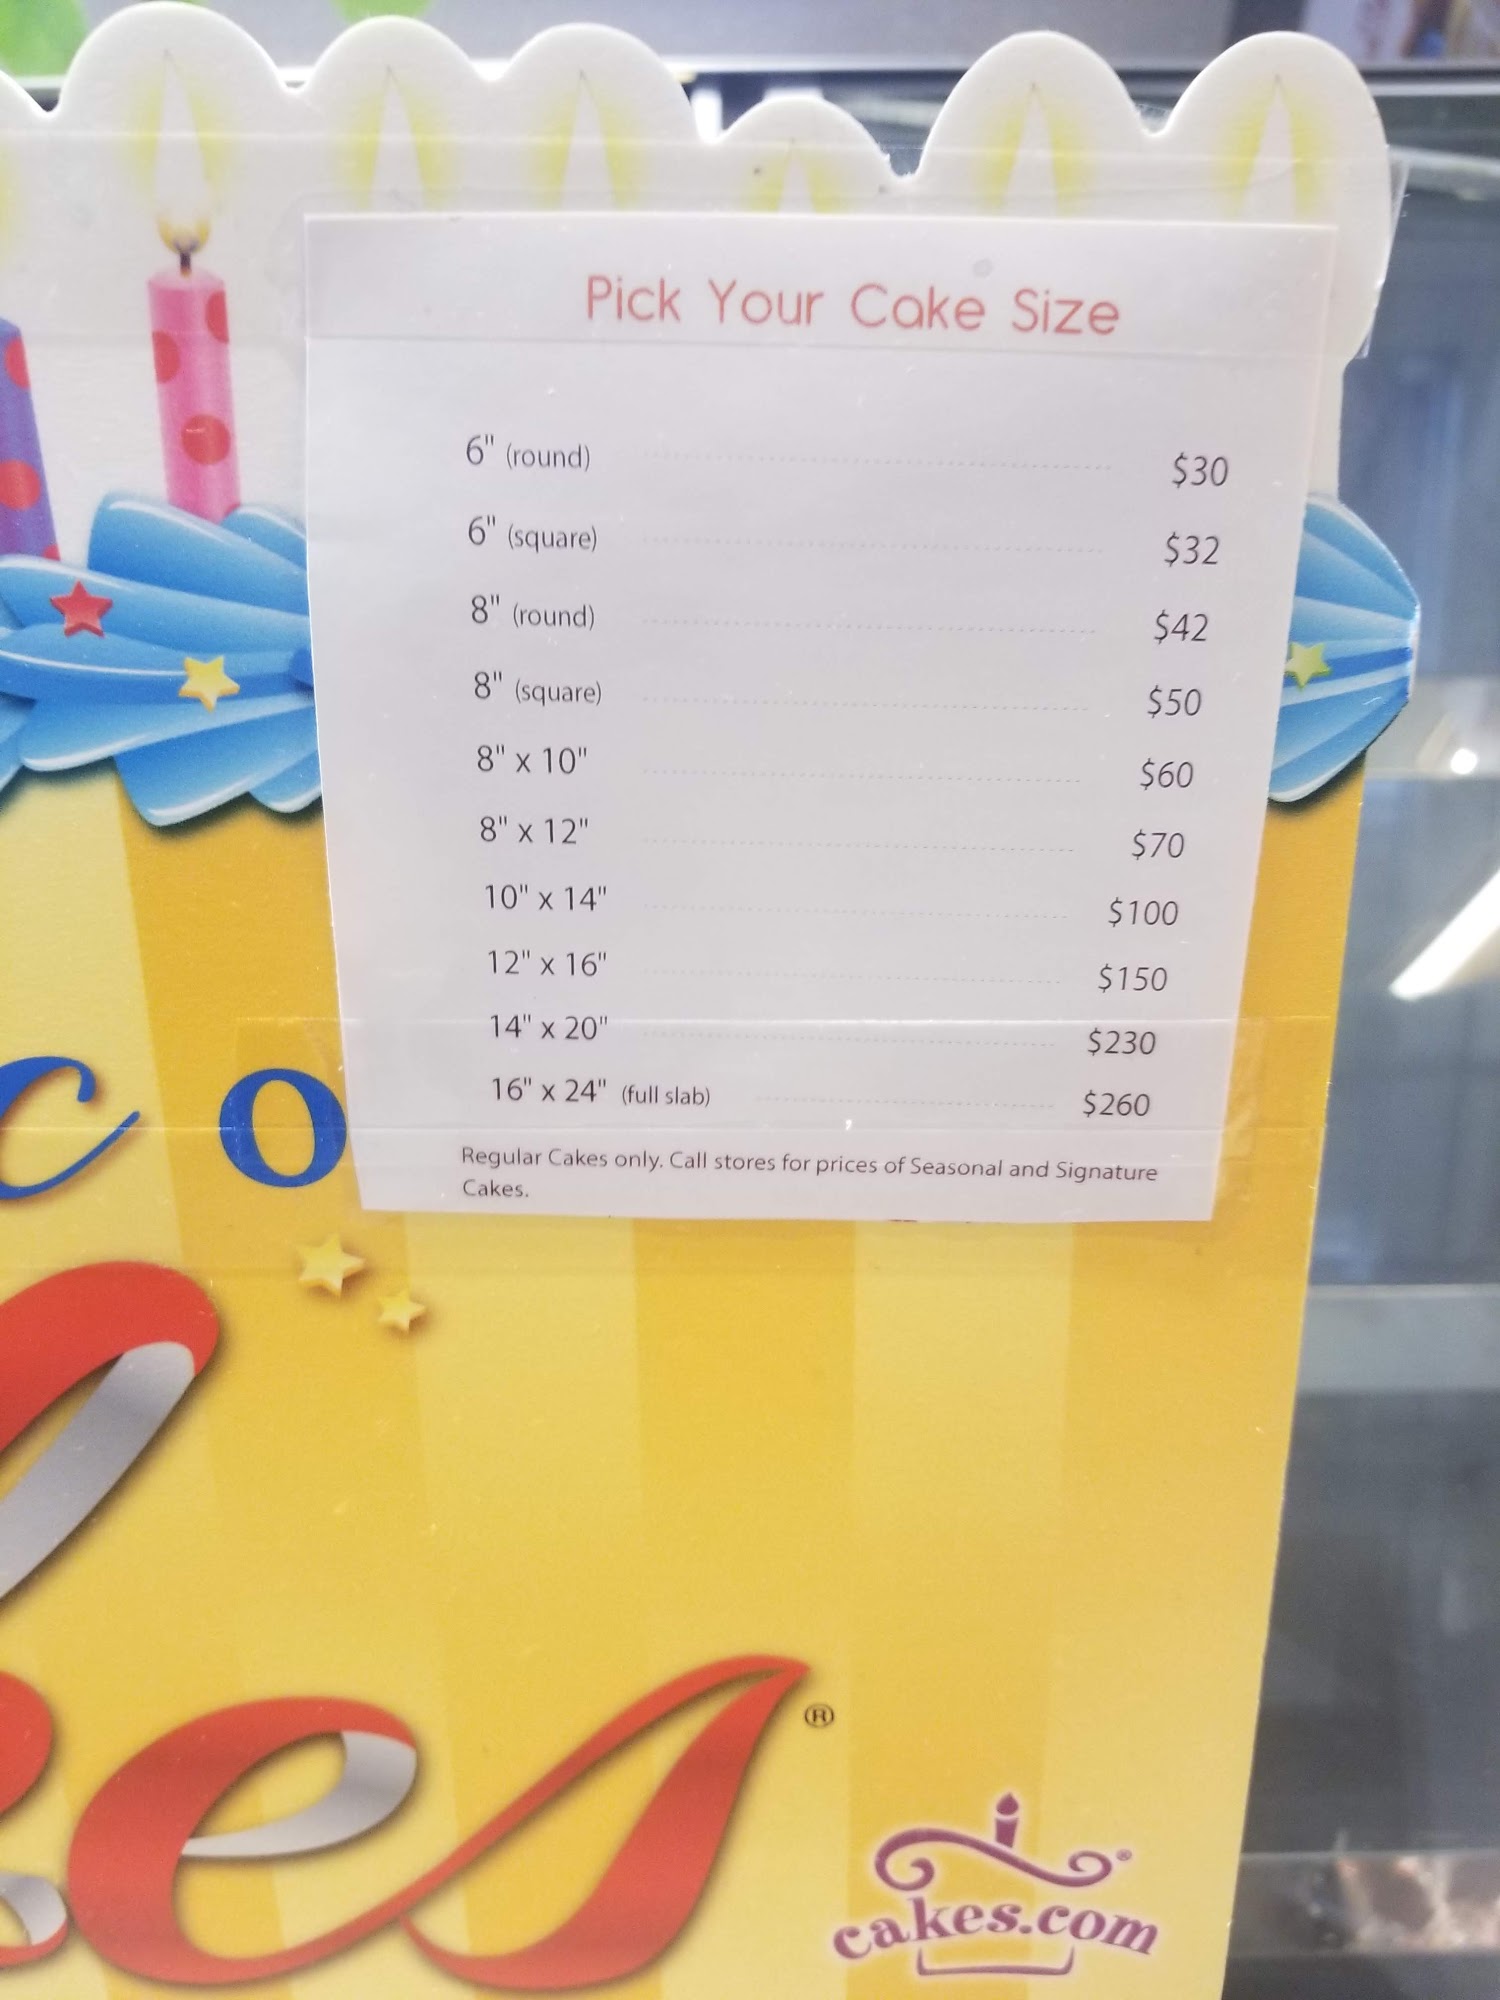 Pick Your Cake Size
6" (round) $30
6" (square) $32
8" (round) $42
8" (square) $50
8" x 10" $60
8" x 12" $70
10" x 14" $100
12" x 16" $150
14" x 20" $230
16" x 24" (full slab) $260
Regular Cakes only. Call stores for prices of Seasonal and Signature
Cakes.
co
es®
cakes.com®